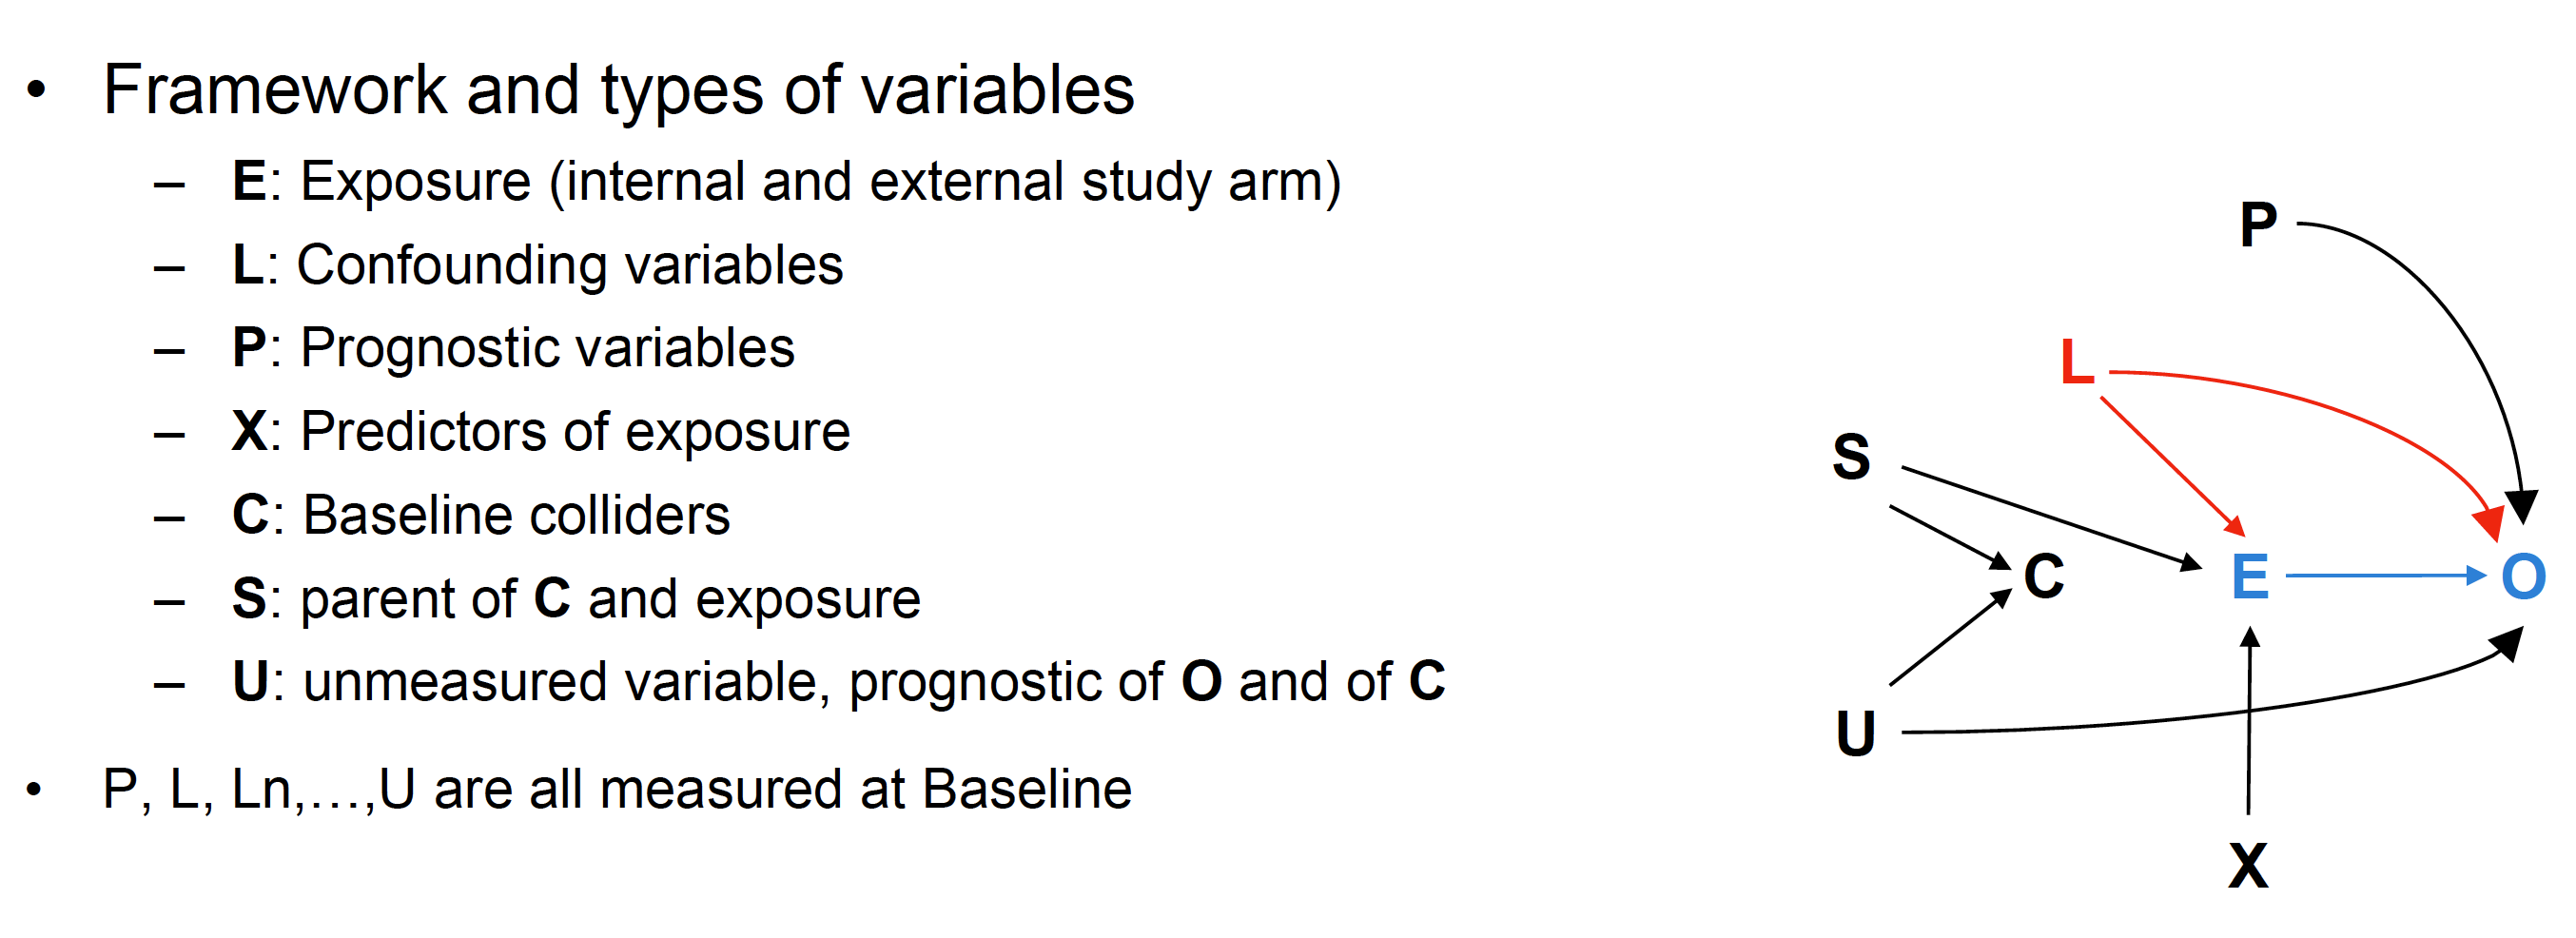 • Framework and types of variables
– E: Exposure (internal and external study arm)
– L: Confounding variables
– P: Prognostic variables
– X: Predictors of exposure
– C: Baseline colliders
– S: parent of C and exposure
– U: unmeasured variable, prognostic of O and of C
• P, L, Ln,…,U are all measured at Baseline
P
L
S
C
E
O
U
X